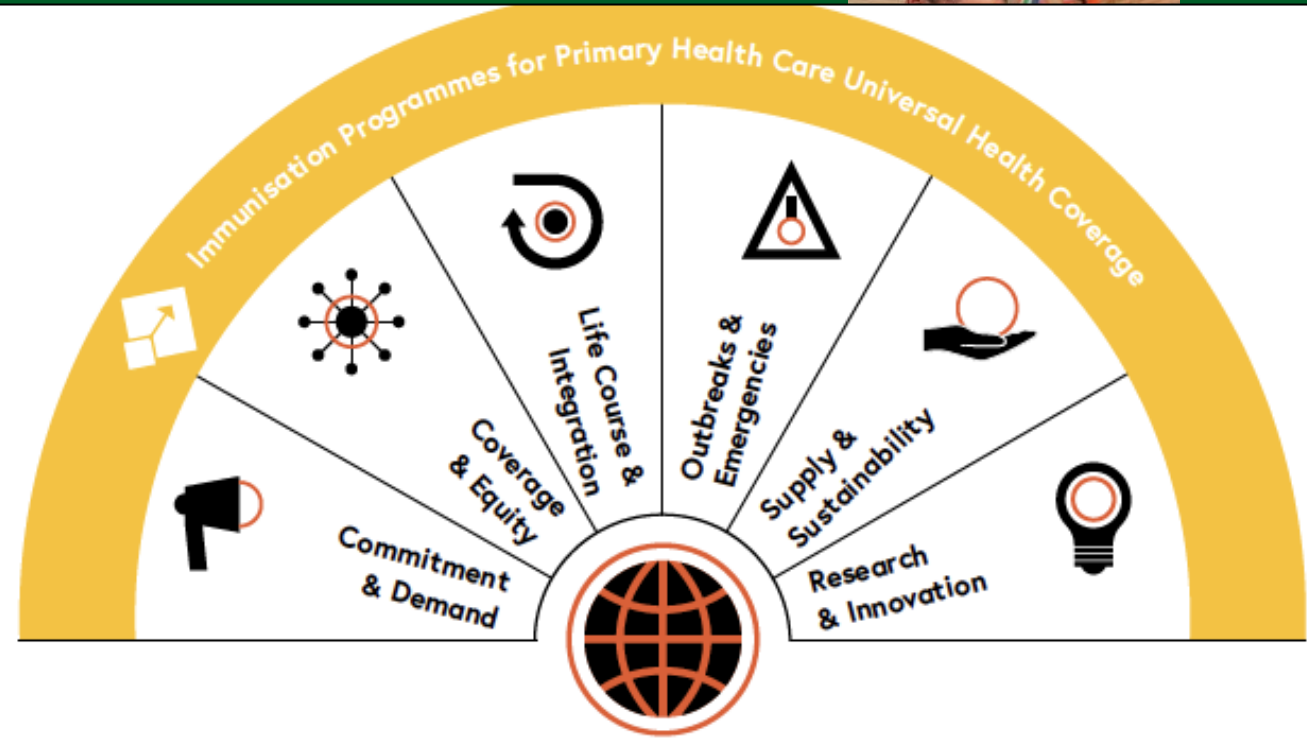 Immunisation Programmes for Primary Health Care Universal Health Coverage
Commitment
& Demand
Coverage
& Equity
Life Course &
Integration
Outbreaks &
Emergencies
Supply &
Sustainability
Research
& Innovation